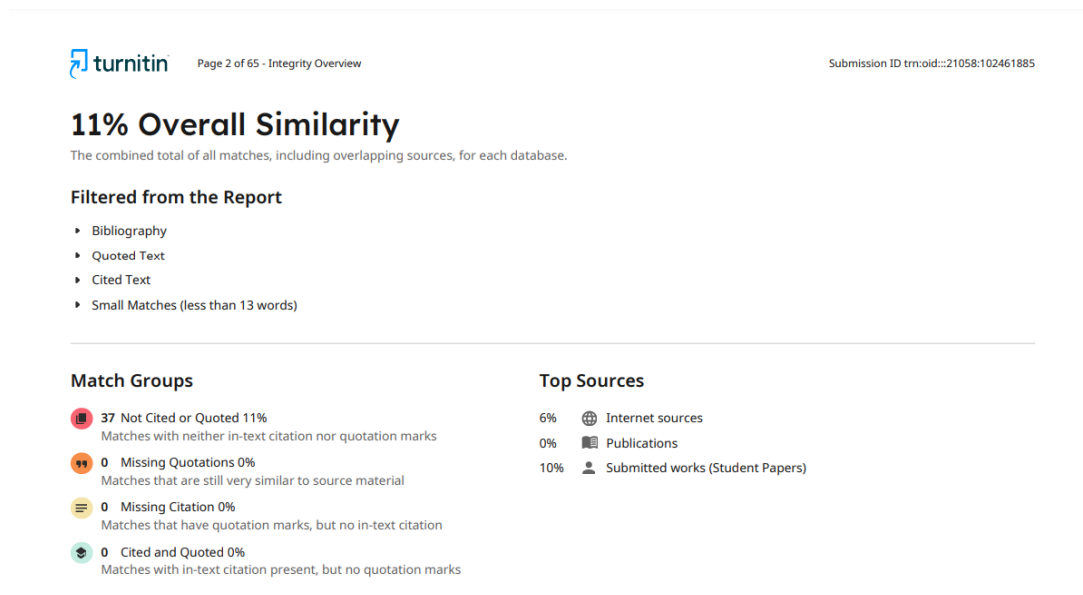 turnitin Page 2 of 65 - Integrity Overview Submission ID trn:oid:::21058:102461885
11% Overall Similarity
The combined total of all matches, including overlapping sources, for each database.
Filtered from the Report
Bibliography
Quoted Text
Cited Text
Small Matches (less than 13 words)
Match Groups
37 Not Cited or Quoted 11%
Matches with neither in-text citation nor quotation marks
0 Missing Quotations 0%
Matches that are still very similar to source material
0 Missing Citation 0%
Matches that have quotation marks, but no in-text citation
0 Cited and Quoted 0%
Matches with in-text citation present, but no quotation marks
Top Sources
6% Internet sources
0% Publications
10% Submitted works (Student Papers)